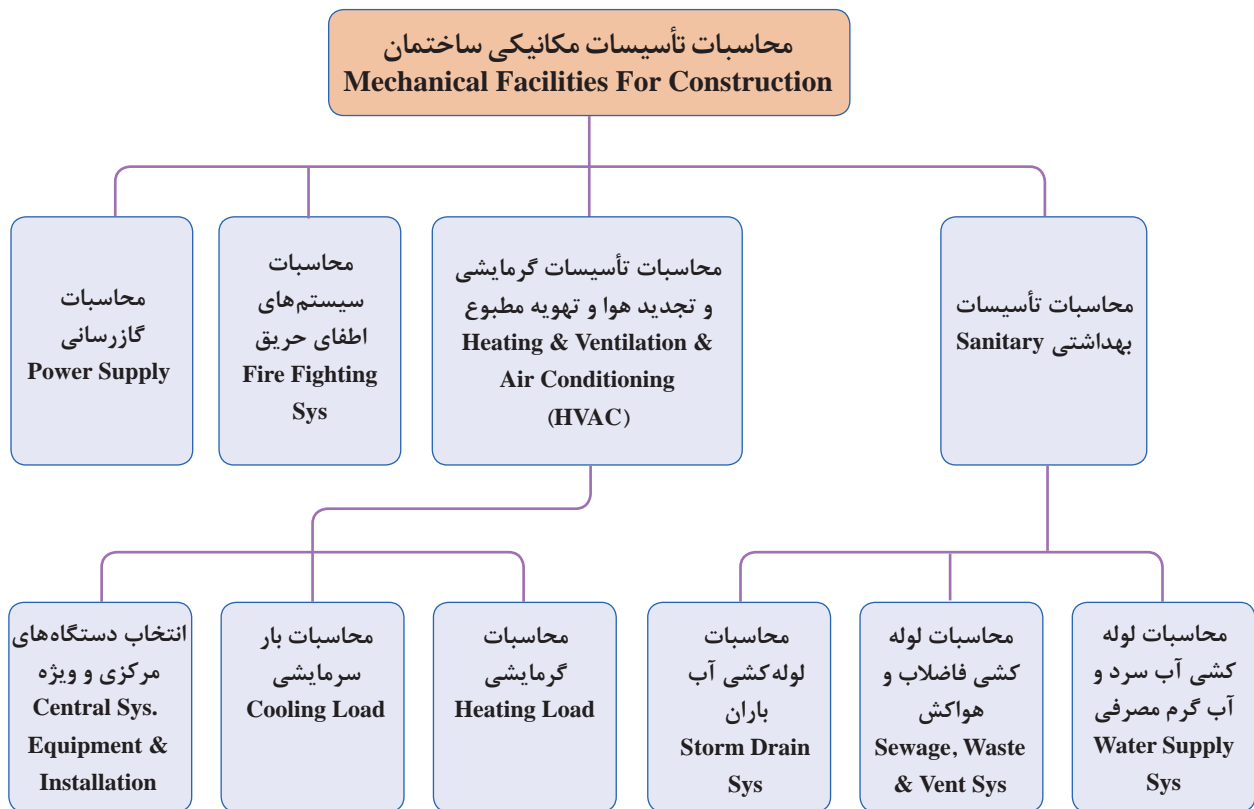 محاسبات تأسیسات مکانیکی ساختمان
Mechanical Facilities For Construction
محاسبات تأسیسات
بهداشتی Sanitary
محاسبات تأسیسات گرمایشی
و تجدید هوا و تهویه مطبوع
Heating & Ventilation &
Air Conditioning
(HVAC)
محاسبات
سیستم‌های
اطفای حریق
Fire Fighting
Sys
محاسبات
گازرسانی
Power Supply
محاسبات لوله
کشی آب سرد و
آب گرم مصرفی
Water Supply
Sys
محاسبات لوله
کشی فاضلاب و
هواکش
Sewage, Waste
& Vent Sys
محاسبات
لوله کشی آب
باران
Storm Drain
Sys
محاسبات
گرمایشی
Heating Load
محاسبات بار
سرمایشی
Cooling Load
انتخاب دستگاه‌های
مرکزی و ویژه
Central Sys.
Equipment &
Installation